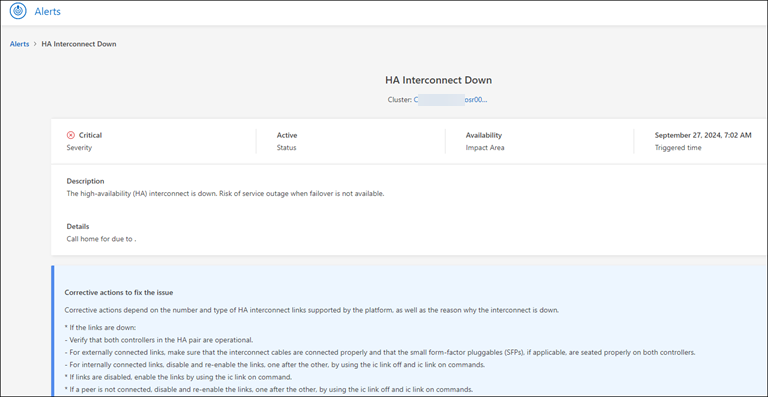 Alerts
Alerts > HA Interconnect Down
HA Interconnect Down
Cluster: C osr00...
Critical Active Availability September 27, 2024, 7:02 AM
Severity Status Impact Area Triggered time
Description
The high-availability (HA) interconnect is down. Risk of service outage when failover is not available.
Details
Call home for due to .
Corrective actions to fix the issue
Corrective actions depend on the number and type of HA interconnect links supported by the platform, as well as the reason why the interconnect is down.
* If the links are down:
- Verify that both controllers in the HA pair are operational.
- For externally connected links, make sure that the interconnect cables are connected properly and that the small form-factor pluggables (SFPs), if applicable, are seated properly on both controllers.
- For internally connected links, disable and re-enable the links, one after the other, by using the ic link off and ic link on commands.
* If links are disabled, enable the links by using the ic link on command.
* If a peer is not connected, disable and re-enable the links, one after the other, by using the ic link off and ic link on commands.